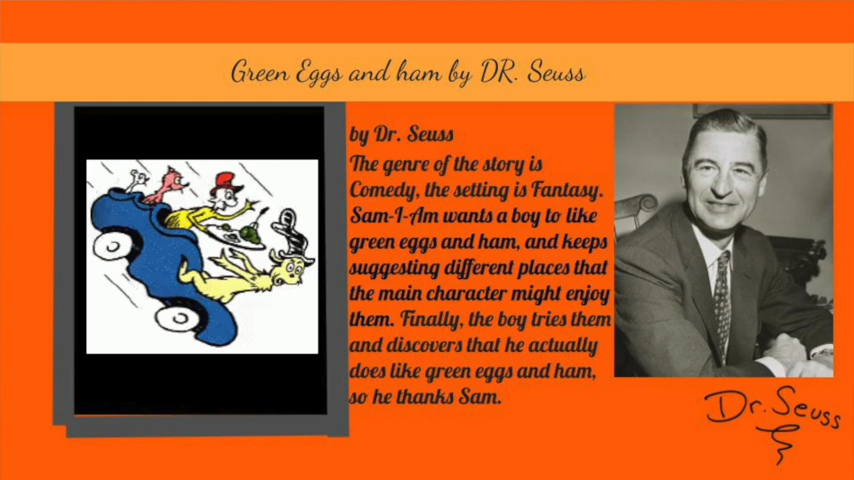 Green Eggs and ham by DR. Seuss
by Dr. Seuss
The genre of the story is
Comedy, the setting is Fantasy.
Sam-I-Am wants a boy to like
green eggs and ham, and keeps
suggesting different places that
the main character might enjoy
them. Finally, the boy tries them
and discovers that he actually
does like green eggs and ham,
so he thanks Sam.
Dr. Seuss